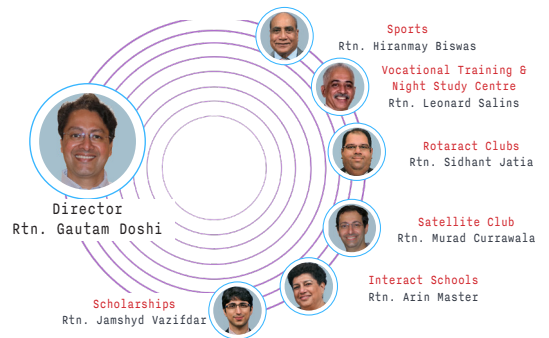 Sports
Rtn. Hiranmay Biswas
Vocational Training &
Night Study Centre
Rtn. Leonard Salins
Rotaract Clubs
Rtn. Sidhant Jatia
Director
Rtn. Gautam Doshi
Satellite Club
Rtn. Murad Currawala
Interact Schools
Rtn. Arin Master
Scholarships
Rtn. Jamshyd Vazifdar